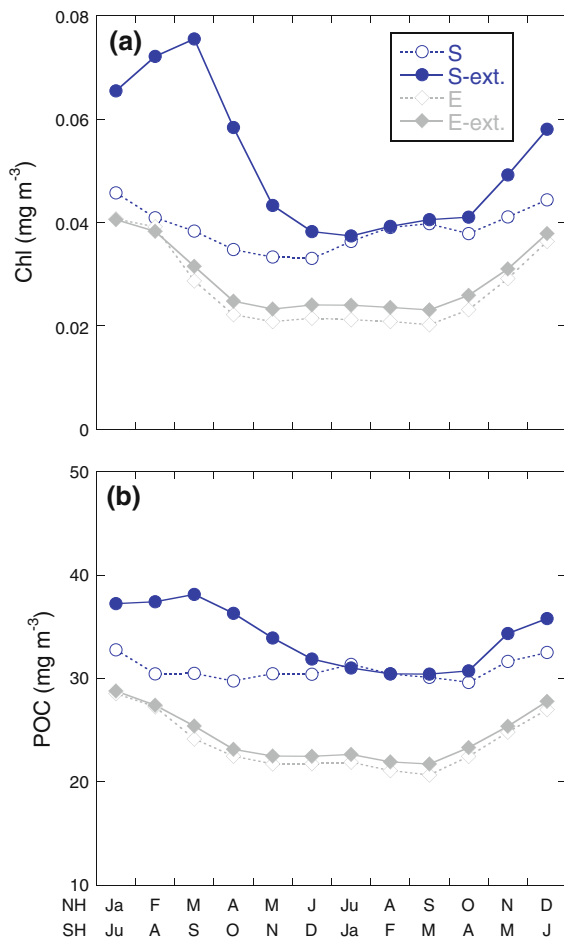 0.08
(a)
S
S-ext.
E
E-ext.
0.06
0.04
0.02
0
Chl (mg m-3)
50
(b)
40
30
20
10
POC (mg m-3)
NH Ja F M A M J Ju A S O N D
SH Ju A S O N D Ja F M A M J